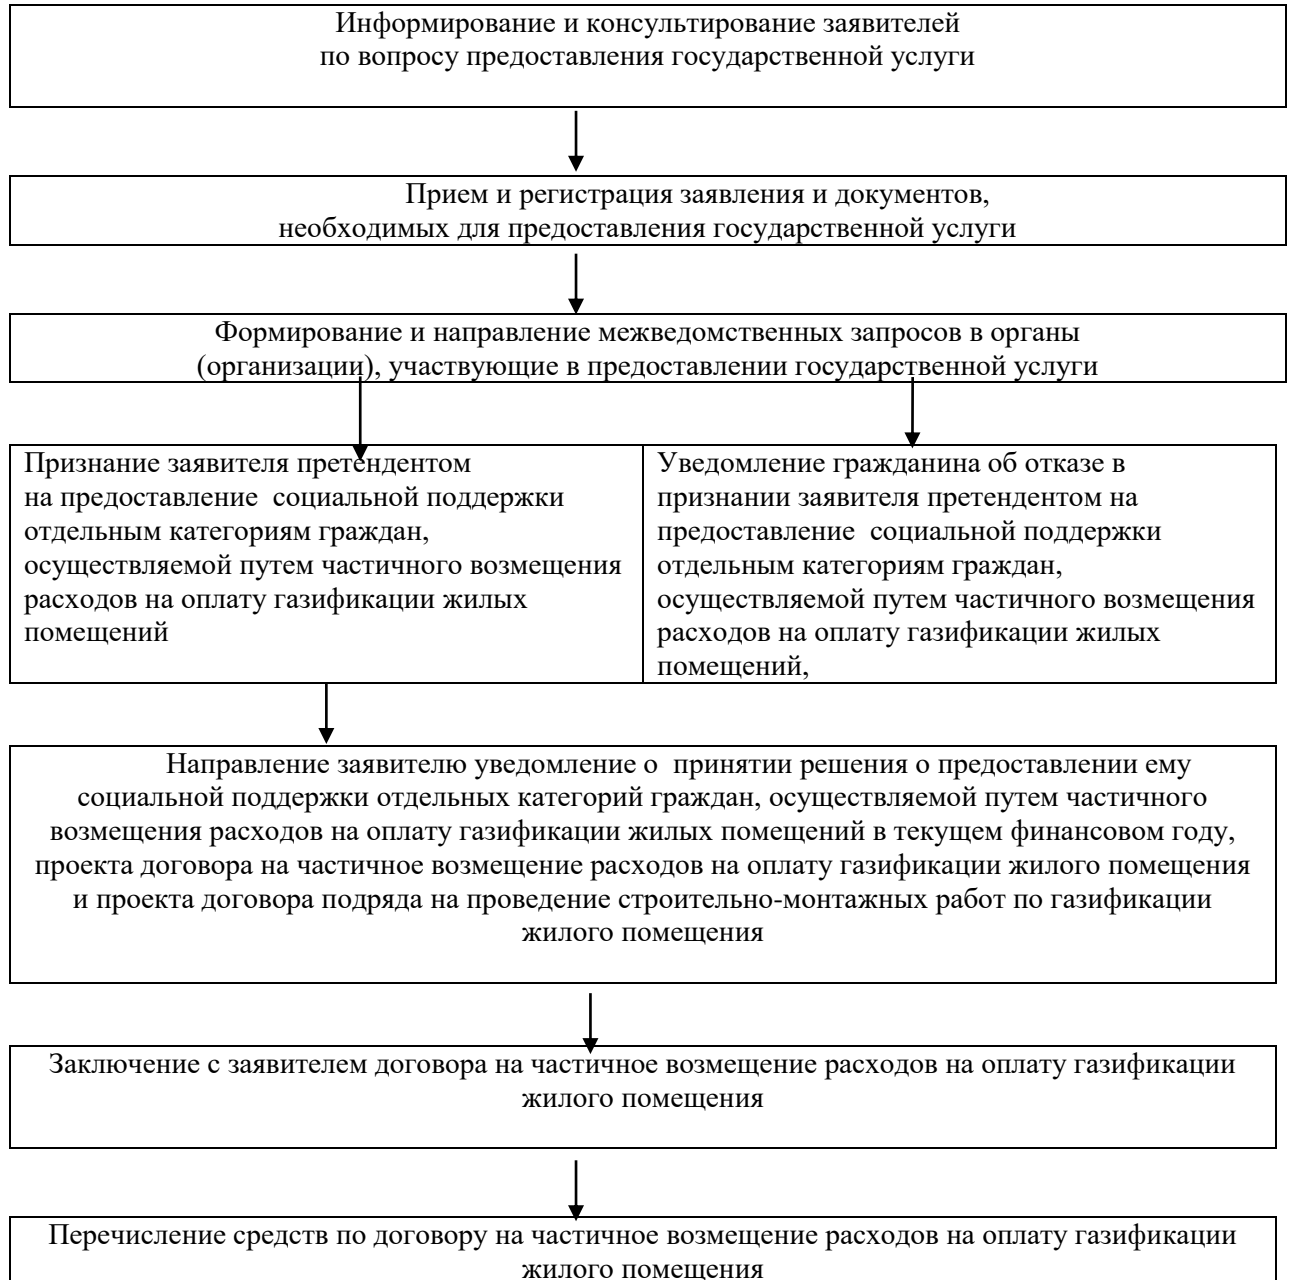 Информирование и консультирование заявителей
по вопросу предоставления государственной услуги
Прием и регистрация заявления и документов,
необходимых для предоставления государственной услуги
Формирование и направление межведомственных запросов в органы
(организации), участвующие в предоставлении государственной услуги
Признание заявителя претендентом
на предоставление  социальной поддержки
отдельным категориям граждан,
осуществляемой путем частичного возмещения
расходов на оплату газификации жилых
помещений
Уведомление гражданина об отказе в
признании заявителя претендентом на
предоставление  социальной поддержки
отдельным категориям граждан,
осуществляемой путем частичного возмещения
расходов на оплату газификации жилых
помещений,
Направление заявителю уведомление о  принятии решения о предоставлении ему
социальной поддержки отдельных категорий граждан, осуществляемой путем частичного
возмещения расходов на оплату газификации жилых помещений в текущем финансовом году,
проекта договора на частичное возмещение расходов на оплату газификации жилого помещения
и проекта договора подряда на проведение строительно-монтажных работ по газификации
жилого помещения
Заключение с заявителем договора на частичное возмещение расходов на оплату газификации
жилого помещения
Перечисление средств по договору на частичное возмещение расходов на оплату газификации
жилого помещения